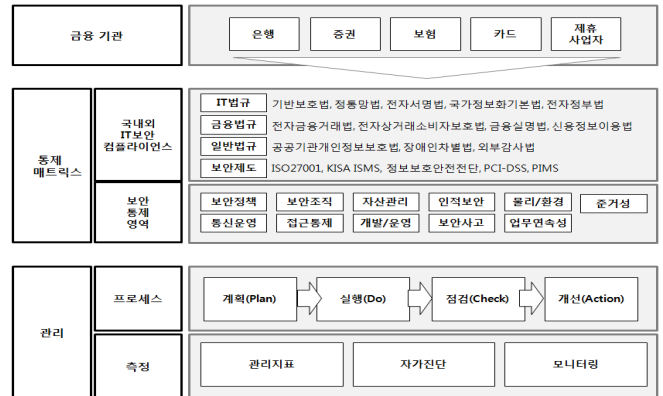 금융 기관
은행
증권
보험
카드
제휴
사업자
통제
매트릭스
국내외
IT보안
컴플라이언스
IT법규
기반보호법, 정통망법, 전자서명법, 국가정보화기본법, 전자정부법
금융법규
전자금융거래법, 전자상거래소비자보호법, 금융실명법, 신용정보이용법
일반법규
공공기관개인정보보호법, 장애인차별법, 외부감사법
보안제도
ISO27001, KISA ISMS, 정보보호안전진단, PCI-DSS, PIMS
보안
통제
영역
보안정책
보안조직
자산관리
인적보안
물리/환경
준거성
통신운영
접근통제
개발/운영
보안사고
업무연속성
관리
프로세스
계획(Plan)
실행(Do)
점검(Check)
개선(Action)
측정
관리지표
자가진단
모니터링